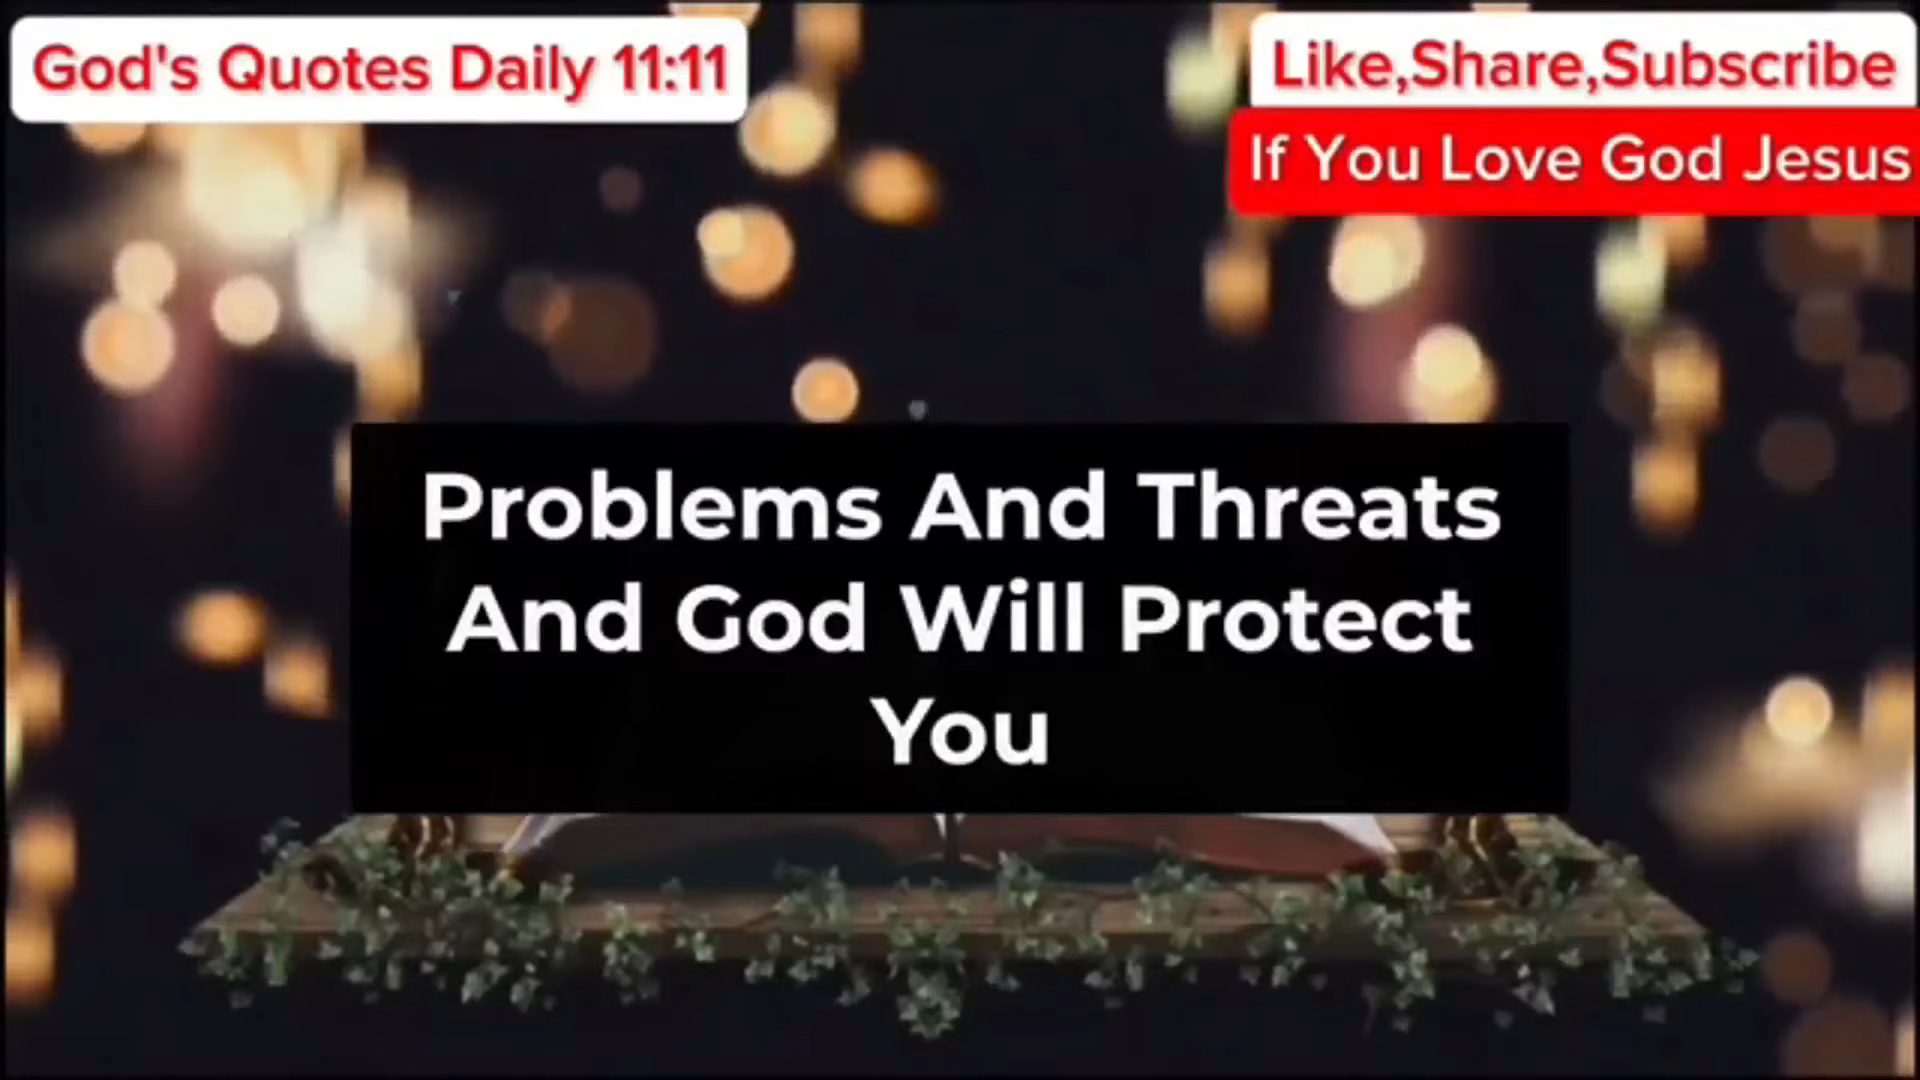 God's Quotes Daily 11:11
Like,Share,Subscribe
If You Love God Jesus
Problems And Threats
And God Will Protect
You